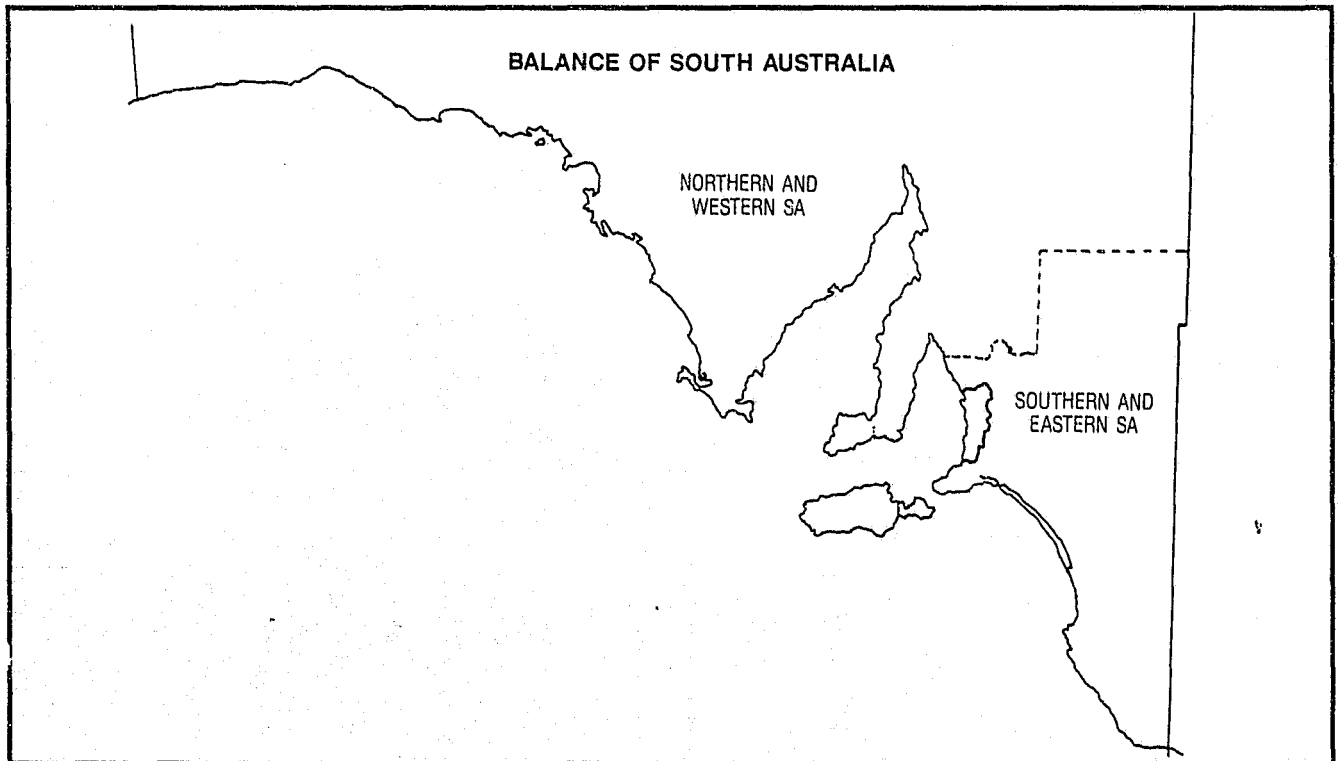 BALANCE OF SOUTH AUSTRALIA
NORTHERN AND
WESTERN SA
SOUTHERN AND
EASTERN SA